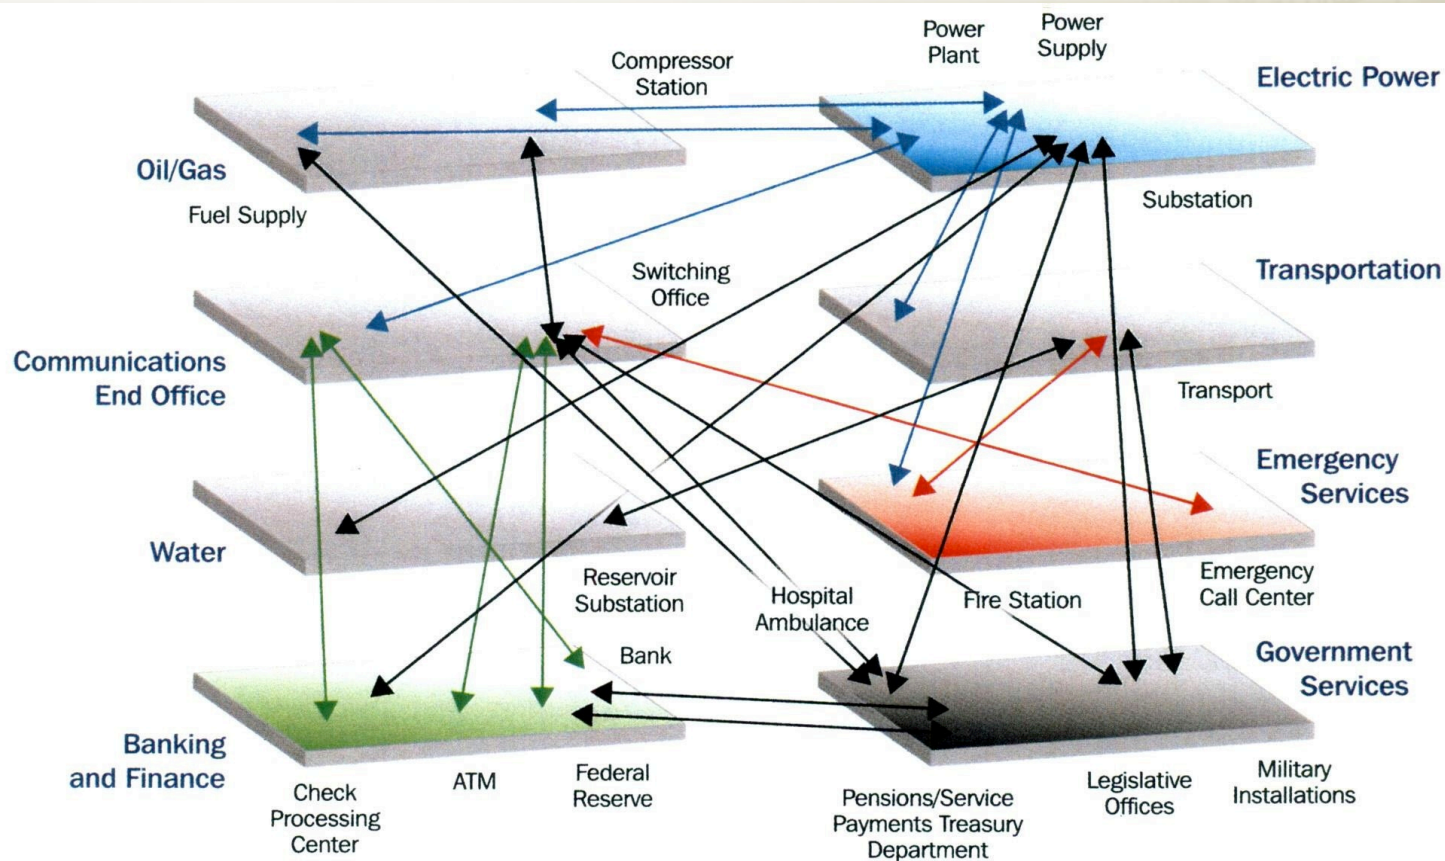 Power
Plant
Power
Supply
Compressor
Station
Electric Power
Oil/Gas
Fuel Supply
Substation
Switching
Office
Transportation
Communications
End Office
Transport
Emergency
Services
Water
Reservoir
Substation
Hospital
Ambulance
Fire Station
Emergency
Call Center
Bank
Government
Services
Banking
and Finance
Check
Processing
Center
ATM
Federal
Reserve
Pensions/Service
Payments Treasury
Department
Legislative
Offices
Military
Installations